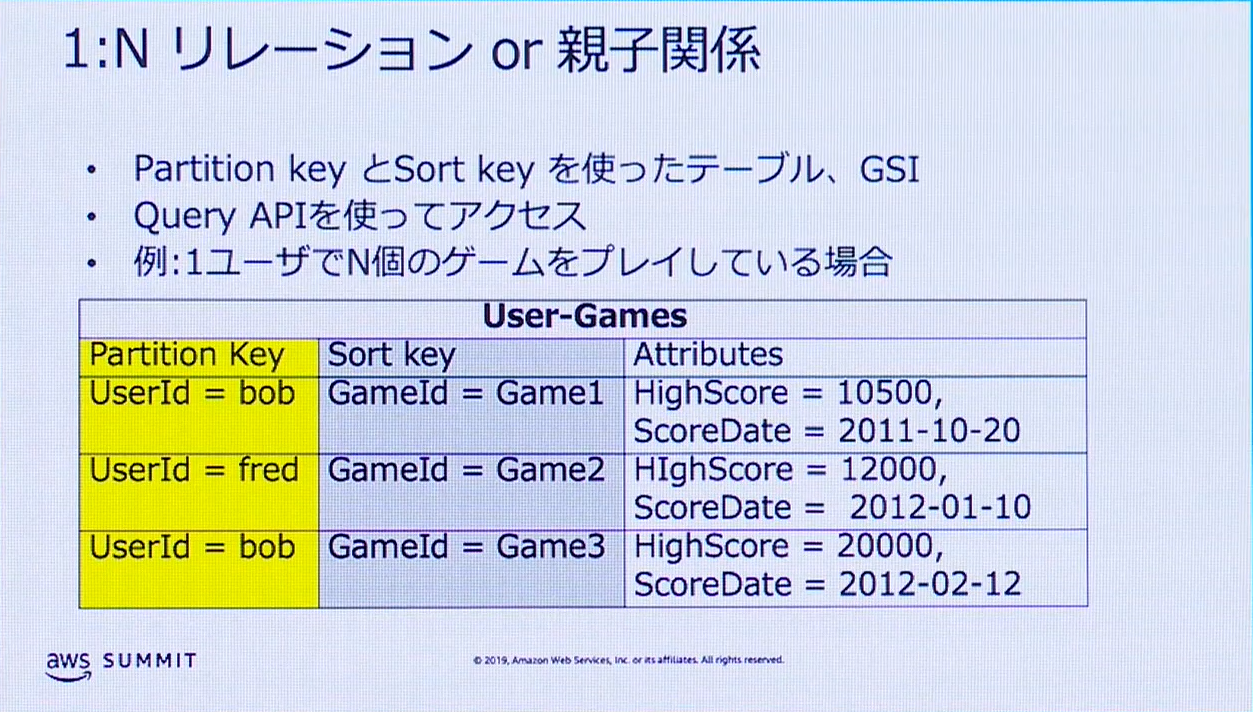 1:N リレーション or 親子関係
• Partition key とSort key を使ったテーブル、GSI
• Query APIを使ってアクセス
• 例:1ユーザでN個のゲームをプレイしている場合
User-Games
Partition Key Sort key Attributes
UserId = bob GameId = Game1 HighScore = 10500,
ScoreDate = 2011-10-20
UserId = fred GameId = Game2 HIghScore = 12000,
ScoreDate = 2012-01-10
UserId = bob GameId = Game3 HighScore = 20000,
ScoreDate = 2012-02-12
aws SUMMIT
© 2019, Amazon Web Services, Inc. or its affiliates. All rights reserved.